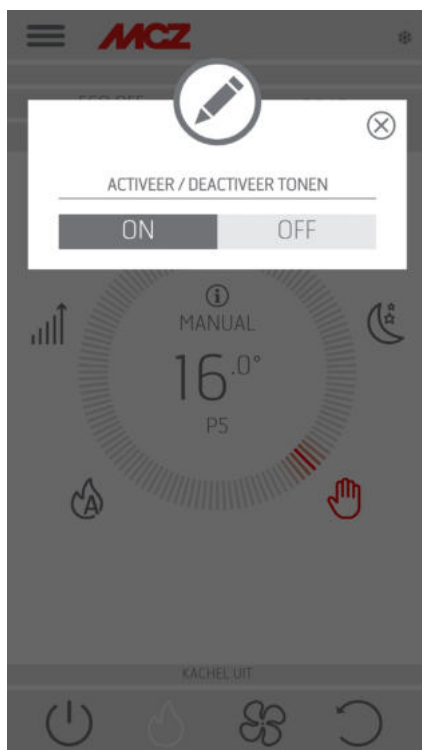 MCZ
ACTIVEER / DEACTIVEER TONEN
ON OFF
MANUAL
16.0°
P5
A
KACHEL UIT